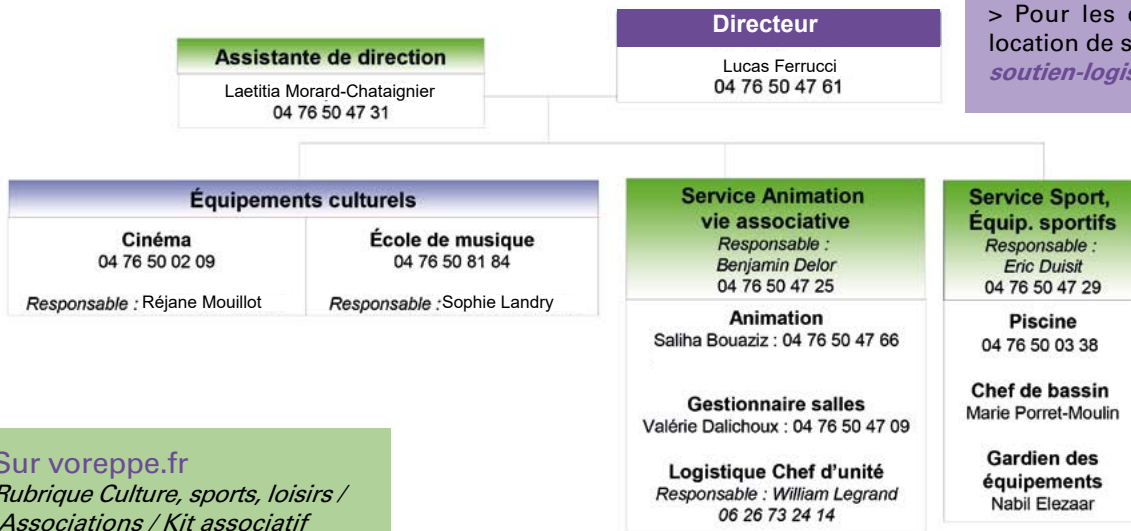 Directeur
Lucas Ferrucci
04 76 50 47 61
> Pour les
location de
Assistante de direction
Laetitia Morard-Chataignier
04 76 50 47 31
Équipements culturels
Cinéma
04 76 50 02 09
Responsable : Réjane Mouillot
École de musique
04 76 50 81 84
Responsable :Sophie Landry
Service Animation
vie associative
Responsable :
Benjamin Delor
04 76 50 47 25
Animation
Saliha Bouaziz : 04 76 50 47 66
Gestionnaire salles
Valérie Dalichoux : 04 76 50 47 09
Logistique Chef d'unité
Responsable : William Legrand
06 26 73 24 14
Service Sport,
Équip. sportifs
Responsable :
Eric Duisit
04 76 50 47 29
Piscine
04 76 50 03 38
Chef de bassin
Marie Porret-Moulin
Gardien des
équipements
Nabil Elezaar
Sur voreppe.fr
Rubrique Culture, sports, loisirs /
Associations / Kit associatif